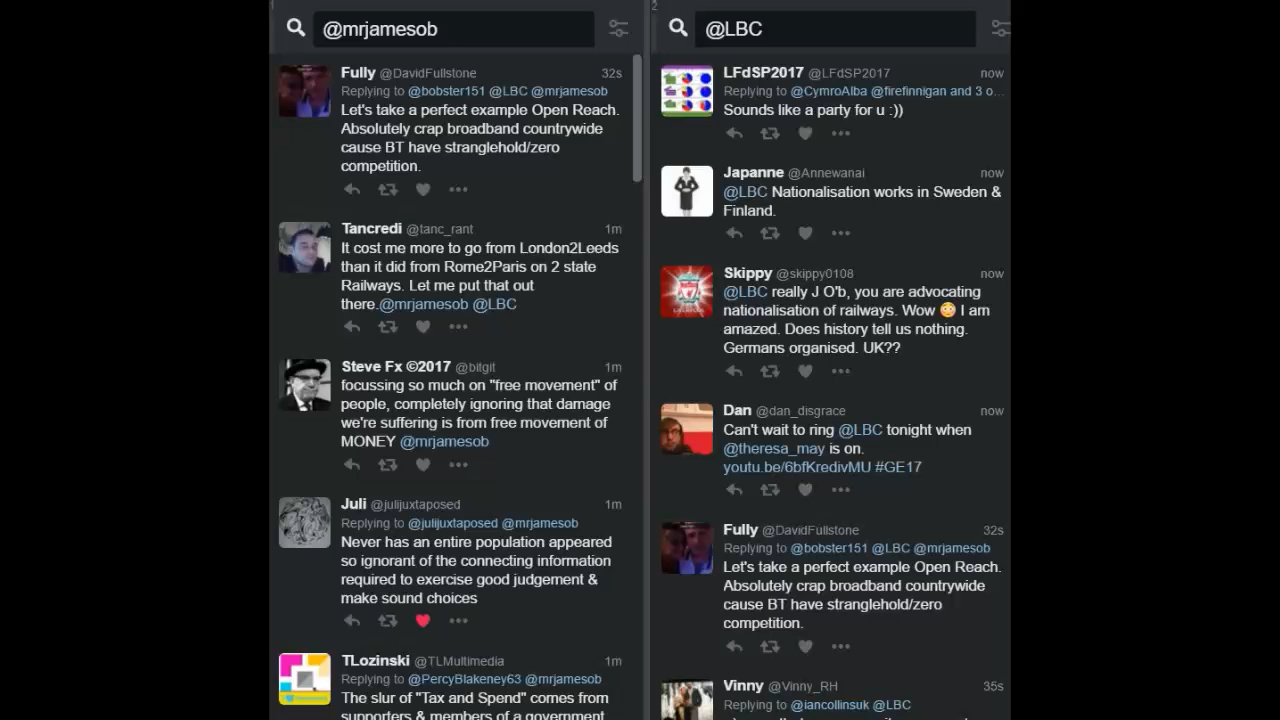 1
@mrjamesob
Fully @DavidFullstone 32s
Replying to @bobster151 @LBC @mrjamesob
Let's take a perfect example Open Reach.
Absolutely crap broadband countrywide
cause BT have stranglehold/zero
competition.
Tancredi @tanc_rant 1m
It cost me more to go from London2Leeds
than it did from Rome2Paris on 2 state
Railways. Let me put that out
there.@mrjamesob @LBC
Steve Fx ©2017 @bitgit 1m
focussing so much on "free movement" of
people, completely ignoring that damage
we're suffering is from free movement of
MONEY @mrjamesob
Juli @julijuxtaposed 1m
Replying to @julijuxtaposed @mrjamesob
Never has an entire population appeared
so ignorant of the connecting information
required to exercise good judgement &
make sound choices
TLozinski @TLMultimedia 1m
Replying to @PercyBlakeney63 @mrjamesob
The slur of "Tax and Spend" comes from
supporters & members of a government
2
@LBC
LFdSP2017 @LFdSP2017 now
Replying to @CymroAlba @firefinnigan and 3 o...
Sounds like a party for u :))
Japanne @Annewanai now
@LBC Nationalisation works in Sweden &
Finland.
Skippy @skippy0108 now
@LBC really J O'b, you are advocating
nationalisation of railways. Wow 😳 I am
amazed. Does history tell us nothing.
Germans organised. UK??
Dan @dan_disgrace now
Can't wait to ring @LBC tonight when
@theresa_may is on.
youtu.be/6bfKredivMU #GE17
Fully @DavidFullstone 32s
Replying to @bobster151 @LBC @mrjamesob
Let's take a perfect example Open Reach.
Absolutely crap broadband countrywide
cause BT have stranglehold/zero
competition.
Vinny @Vinny_RH 35s
Replying to @iancollinsuk @LBC